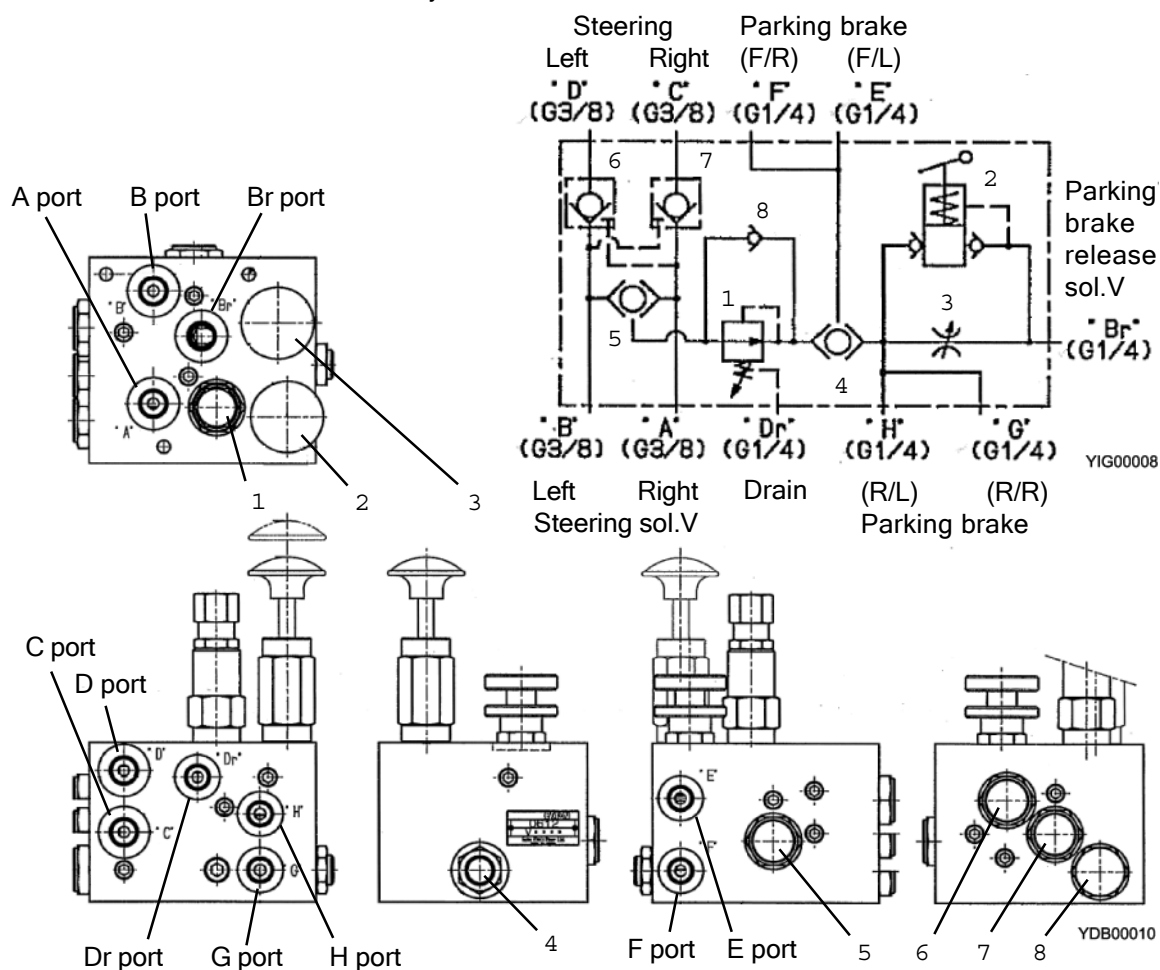 Steering Parking brake
Left Right (F/R) (F/L)
"D" "C" "F" "E"
(G3/8) (G3/8) (G1/4) (G1/4)
6 7 2
8
1 3
5
4
Parking
brake
release
sol.V
"Br"
(G1/4)
"B" "A" "Dr" "H" "G"
(G3/8) (G3/8) (G1/4) (G1/4) (G1/4)
YIG00008
Left Right Drain (R/L) (R/R)
Steering sol.V Parking brake
A port B port Br port
"B" "Br"
"A"
1 2 3
C port
D port
"D" "Dr"
"H"
"C"
"G"
Dr port G port H port
4
"E"
"F"
F port E port 5
6 7 8
YDB00010